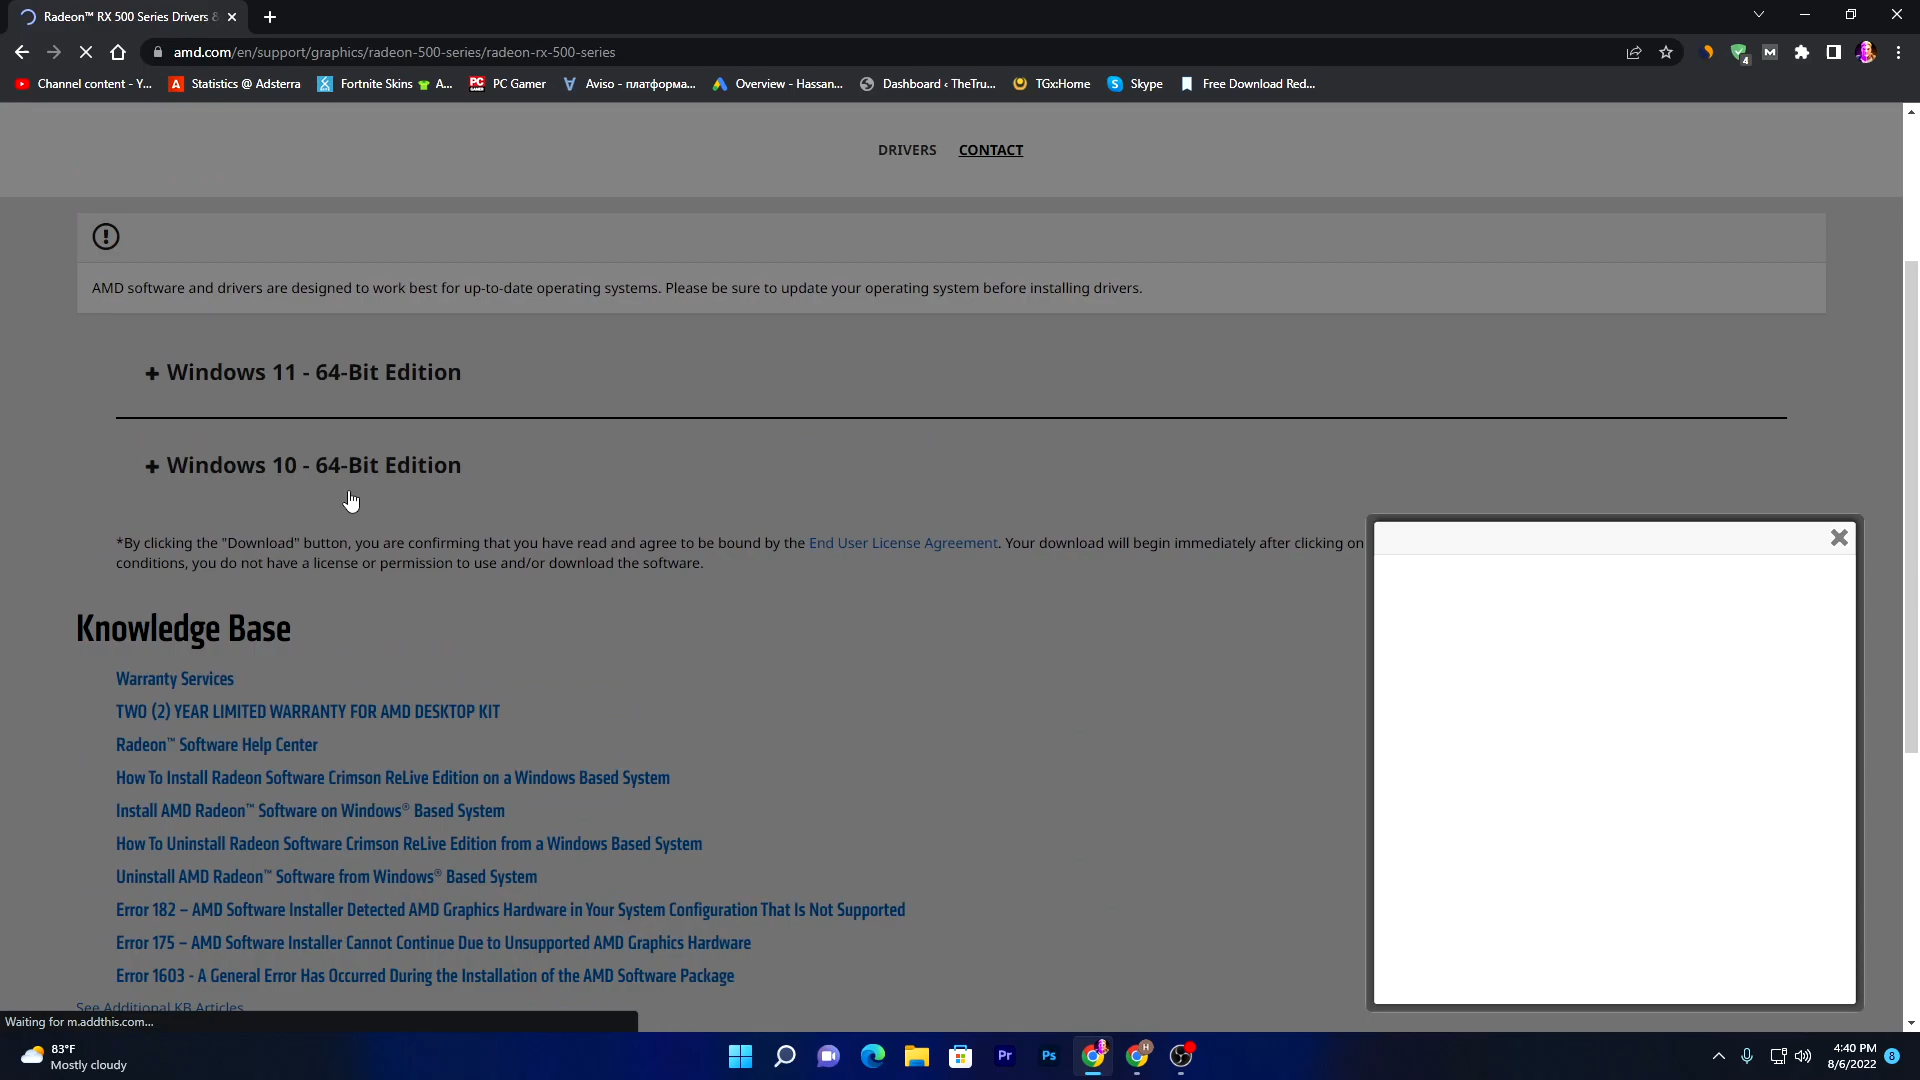 Radeon™ RX 500 Series Drivers &
amd.com/en/support/graphics/radeon-500-series/radeon-rx-500-series
4
M
Channel content - Y...
A
Statistics @ Adsterra
Fortnite Skins 👕 A...
PC
GAMER
PC Gamer
Aviso - платформа...
Overview - Hassan...
Dashboard ‹ TheTru...
TGx:Home
S
Skype
Free Download Red...
DRIVERS CONTACT
!
AMD software and drivers are designed to work best for up-to-date operating systems. Please be sure to update your operating system before installing drivers.
+ Windows 11 - 64-Bit Edition
+ Windows 10 - 64-Bit Edition
*By clicking the "Download" button, you are confirming that you have read and agree to be bound by the End User License Agreement. Your download will begin immediately after clicking on
conditions, you do not have a license or permission to use and/or download the software.
Knowledge Base
Warranty Services
TWO (2) YEAR LIMITED WARRANTY FOR AMD DESKTOP KIT
Radeon™ Software Help Center
How To Install Radeon Software Crimson ReLive Edition on a Windows Based System
Install AMD Radeon™ Software on Windows® Based System
How To Uninstall Radeon Software Crimson ReLive Edition from a Windows Based System
Uninstall AMD Radeon™ Software from Windows® Based System
Error 182 – AMD Software Installer Detected AMD Graphics Hardware in Your System Configuration That Is Not Supported
Error 175 – AMD Software Installer Cannot Continue Due to Unsupported AMD Graphics Hardware
Error 1603 - A General Error Has Occurred During the Installation of the AMD Software Package
See Additional KB Articles
Waiting for m.addthis.com...
83°F
Mostly cloudy
Pr
Ps
H
4:40 PM
8/6/2022
8